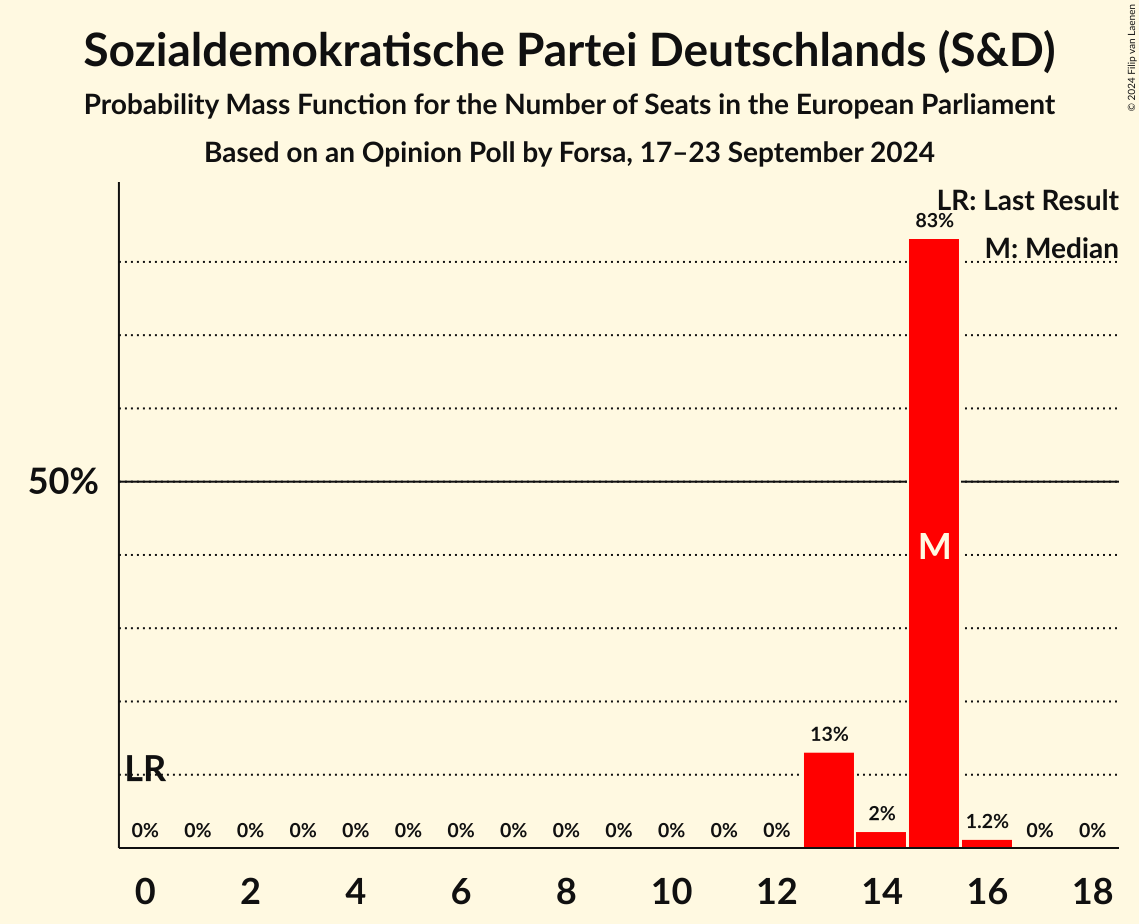 Sozialdemokratische Partei Deutschlands (S&D)
Probability Mass Function for the Number of Seats in the European Parliament
Based on an Opinion Poll by Forsa, 17–23 September 2024
© 2024 Filip van Laenen
LR: Last Result
83%
M: Median
50%
M
13%
LR
2%
1.2%
0% 0% 0% 0% 0% 0% 0% 0% 0% 0% 0% 0% 0% 0% 0%
0 2 4 6 8 10 12 14 16 18